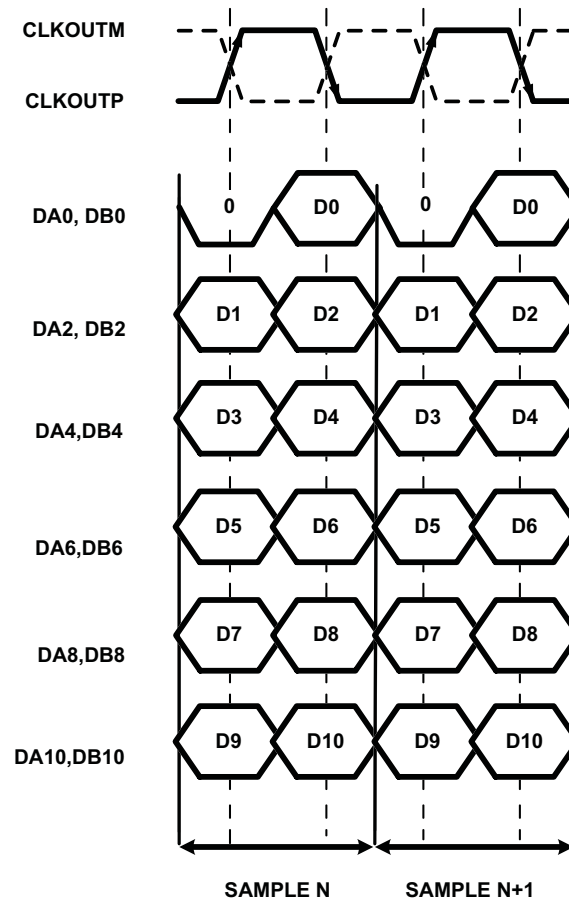 CLKOUTM
CLKOUTP
DA0, DB0 0 D0 0 D0
DA2, DB2 D1 D2 D1 D2
DA4,DB4 D3 D4 D3 D4
DA6,DB6 D5 D6 D5 D6
DA8,DB8 D7 D8 D7 D8
DA10,DB10 D9 D10 D9 D10
SAMPLE N SAMPLE N+1